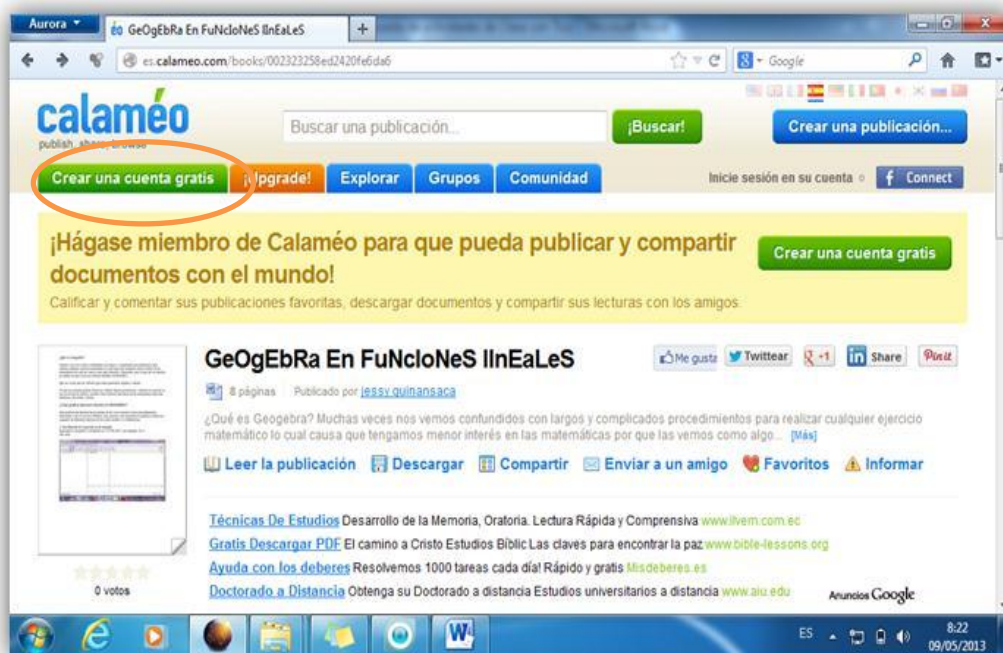 Aurora
GeOgEbRa En FuNcIoNeS lInEaLeS
es.calameo.com/books/002323258ed2420fe6da6
Google
calaméo
publish, share, browse
Buscar una publicación...
¡Buscar!
Crear una publicación...
Crear una cuenta gratis
¡Upgrade!
Explorar
Grupos
Comunidad
Inicie sesión en su cuenta
f Connect
¡Hágase miembro de Calaméo para que pueda publicar y compartir
documentos con el mundo!
Crear una cuenta gratis
Calificar y comentar sus publicaciones favoritas, descargar documentos y compartir sus lecturas con los amigos.
GeOgEbRa En FuNcIoNeS lInEaLeS
Me gusta
Twittear
+1
in Share
Pin it
8 páginas Publicado por jessy quinansaca
¿Qué es Geogebra? Muchas veces nos vemos confundidos con largos y complicados procedimientos para realizar cualquier ejercicio
matemático lo cual causa que tengamos menor interés en las matemáticas por que las vemos como algo... [Más]
Leer la publicación
Descargar
Compartir
Enviar a un amigo
Favoritos
Informar
Técnicas De Estudios Desarrollo de la Memoria, Oratoria. Lectura Rápida y Comprensiva www.ilvem.com.ec
Gratis Descargar PDF El camino a Cristo Estudios Bíblic Las claves para encontrar la paz www.bible-lessons.org
Ayuda con los deberes Resolvemos 1000 tareas cada día! Rápido y gratis Misdeberes.es
Doctorado a Distancia Obtenga su Doctorado a distancia Estudios universitarios a distancia www.aiu.edu
Anuncios Google
0 votos
ES
8:22
09/05/2013